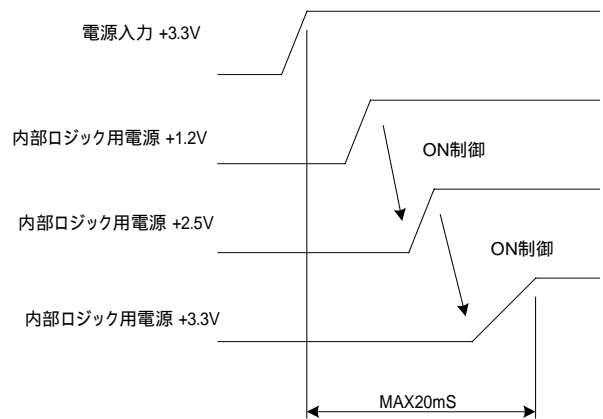 電源入力 +3.3V
内部ロジック用電源 +1.2V
ON制御
内部ロジック用電源 +2.5V
ON制御
内部ロジック用電源 +3.3V
MAX20mS